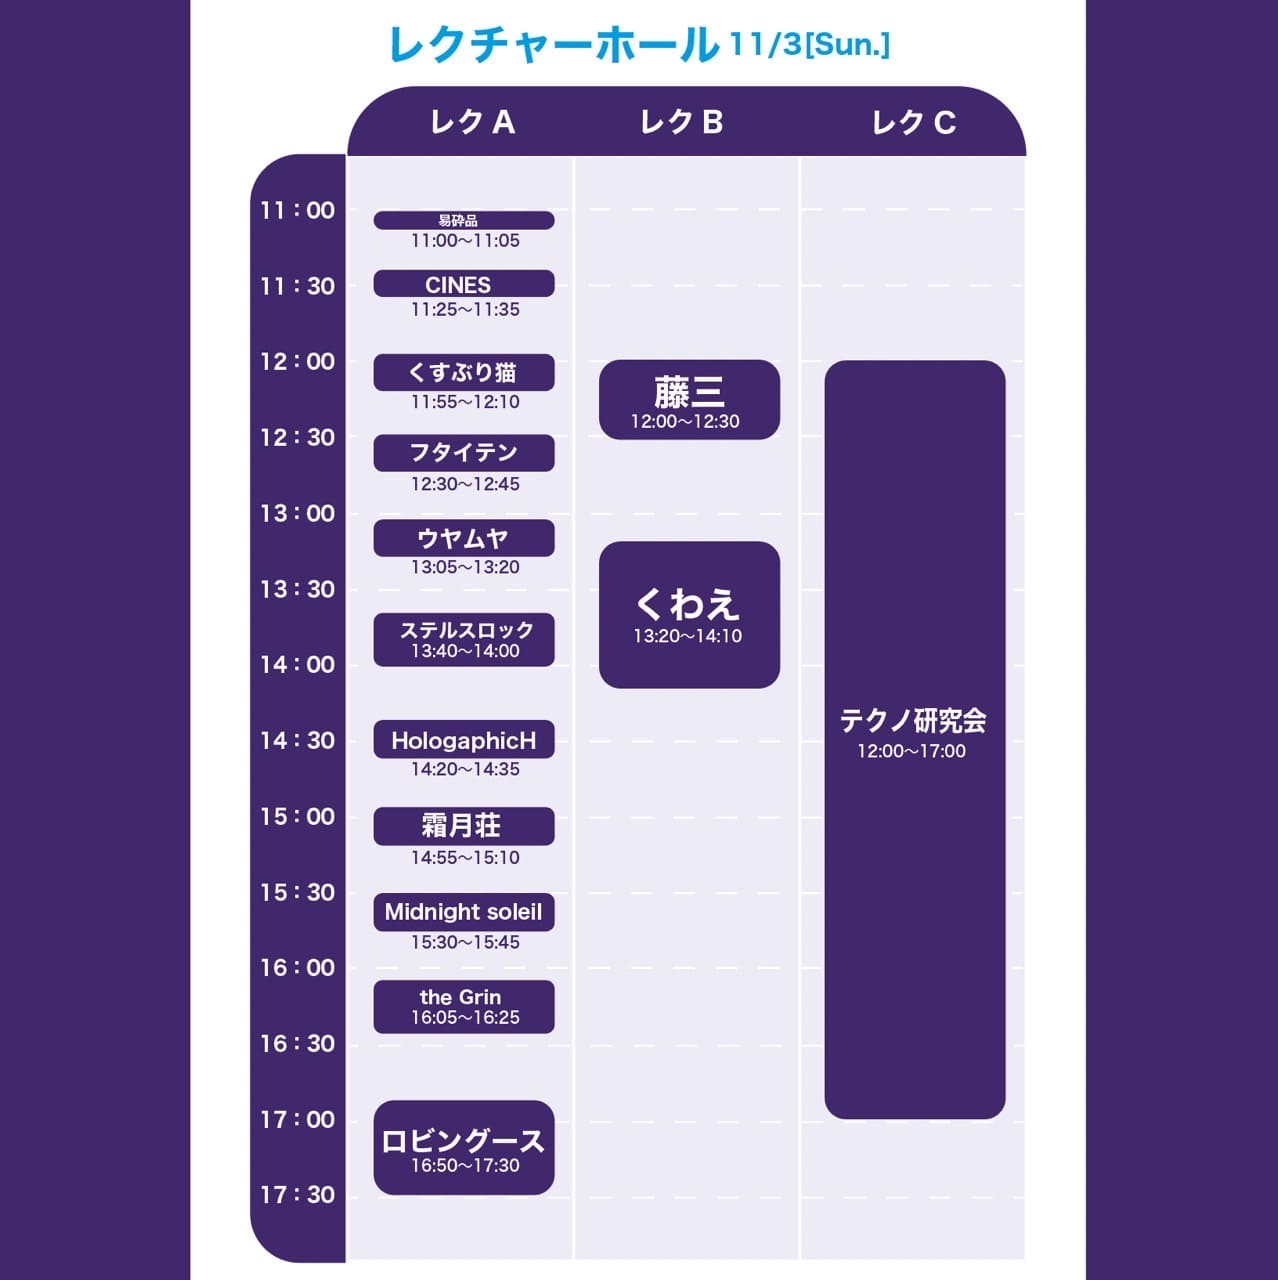 レクチャーホール 11/3[Sun.]
レク A
レク B
レク C
11：00
11：30
12：00
12：30
13：00
13：30
14：00
14：30
15：00
15：30
16：00
16：30
17：00
17：30
易砕品
11:00〜11:05
CINES
11:25〜11:35
くすぶり猫
11:55〜12:10
フタイテン
12:30〜12:45
ウヤムヤ
13:05〜13:20
ステルスロック
13:40〜14:00
HologaphicH
14:20〜14:35
霜月荘
14:55〜15:10
Midnight soleil
15:30〜15:45
the Grin
16:05〜16:25
ロビングース
16:50〜17:30
藤三
12:00〜12:30
くわえ
13:20〜14:10
テクノ研究会
12:00〜17:00